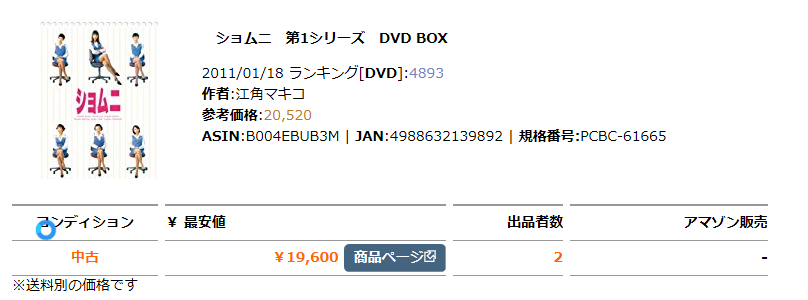 ショムニ
ショムニ 第1シリーズ DVD BOX
2011/01/18 ランキング[DVD]:4893
作者:江角マキコ
参考価格:20,520
ASIN:B004EBUB3M | JAN:4988632139892 | 規格番号:PCBC-61665
コンディション ¥ 最安値 出品者数 アマゾン販売
中古 ¥19,600 商品ページ 2 -
※送料別の価格です